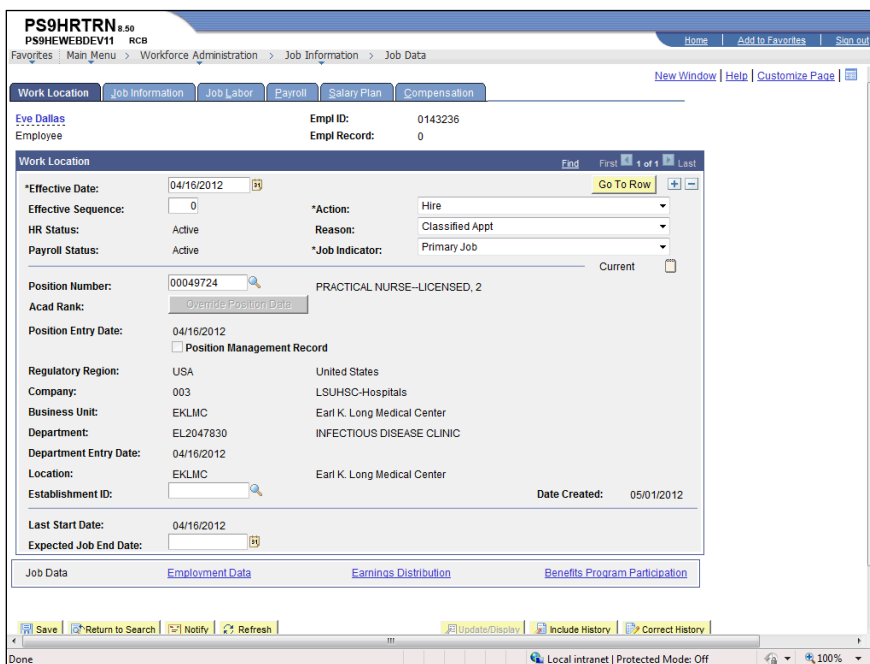 PS9HRTRN 8.50
PS9HEWEBDEV11 RCB
Home | Add to Favorites | Sign out
Favorites Main Menu > Workforce Administration > Job Information > Job Data
New Window | Help | Customize Page |
Work Location Job Information Job Labor Payroll Salary Plan Compensation
Eve Dallas Empl ID: 0143236
Employee Empl Record: 0
Work Location Find First 1 of 1 Last
*Effective Date: 04/16/2012 31 Go To Row + −
Effective Sequence: 0 *Action: Hire
HR Status: Active Reason: Classified Appt
Payroll Status: Active *Job Indicator: Primary Job
Current
Position Number: 00049724 PRACTICAL NURSE--LICENSED, 2
Acad Rank: Override Position Data
Position Entry Date: 04/16/2012
Position Management Record
Regulatory Region: USA United States
Company: 003 LSUHSC-Hospitals
Business Unit: EKLMC Earl K. Long Medical Center
Department: EL2047830 INFECTIOUS DISEASE CLINIC
Department Entry Date: 04/16/2012
Location: EKLMC Earl K. Long Medical Center
Establishment ID: Date Created: 05/01/2012
Last Start Date: 04/16/2012
Expected Job End Date: 31
Job Data Employment Data Earnings Distribution Benefits Program Participation
Save Return to Search Notify Refresh Update/Display Include History Correct History
Done Local intranet | Protected Mode: Off 100%